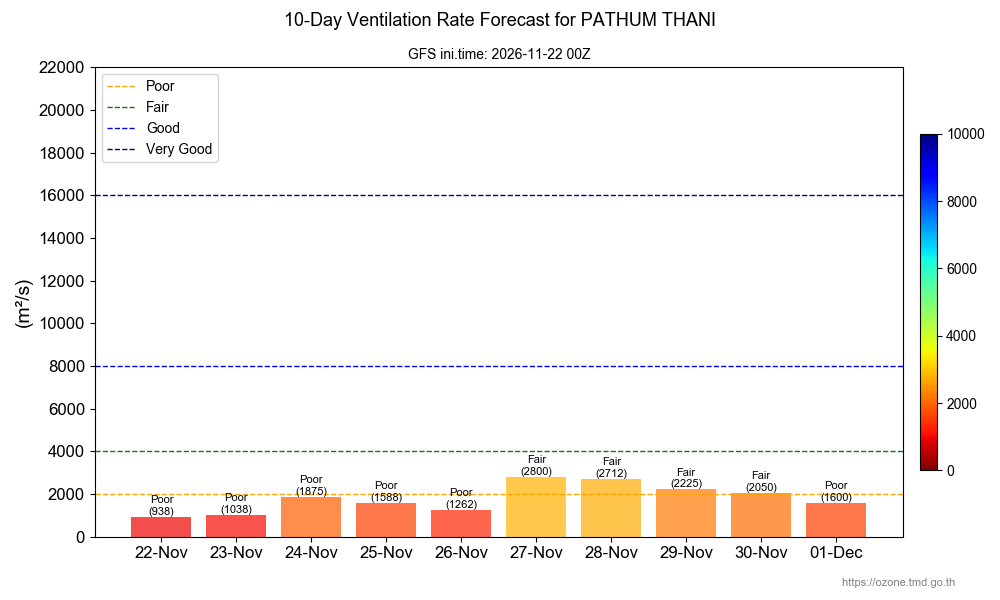 10-Day Ventilation Rate Forecast for PATHUM THANI
GFS ini.time: 2026-11-22 00Z
22000
20000
18000
16000
14000
12000
10000
8000
6000
4000
2000
0
(m²/s)
Poor
Fair
Good
Very Good
Poor
(938)
Poor
(1038)
Poor
(1875)
Poor
(1588)
Poor
(1262)
Fair
(2800)
Fair
(2712)
Fair
(2225)
Fair
(2050)
Poor
(1600)
22-Nov
23-Nov
24-Nov
25-Nov
26-Nov
27-Nov
28-Nov
29-Nov
30-Nov
01-Dec
10000
8000
6000
4000
2000
0
https://ozone.tmd.go.th